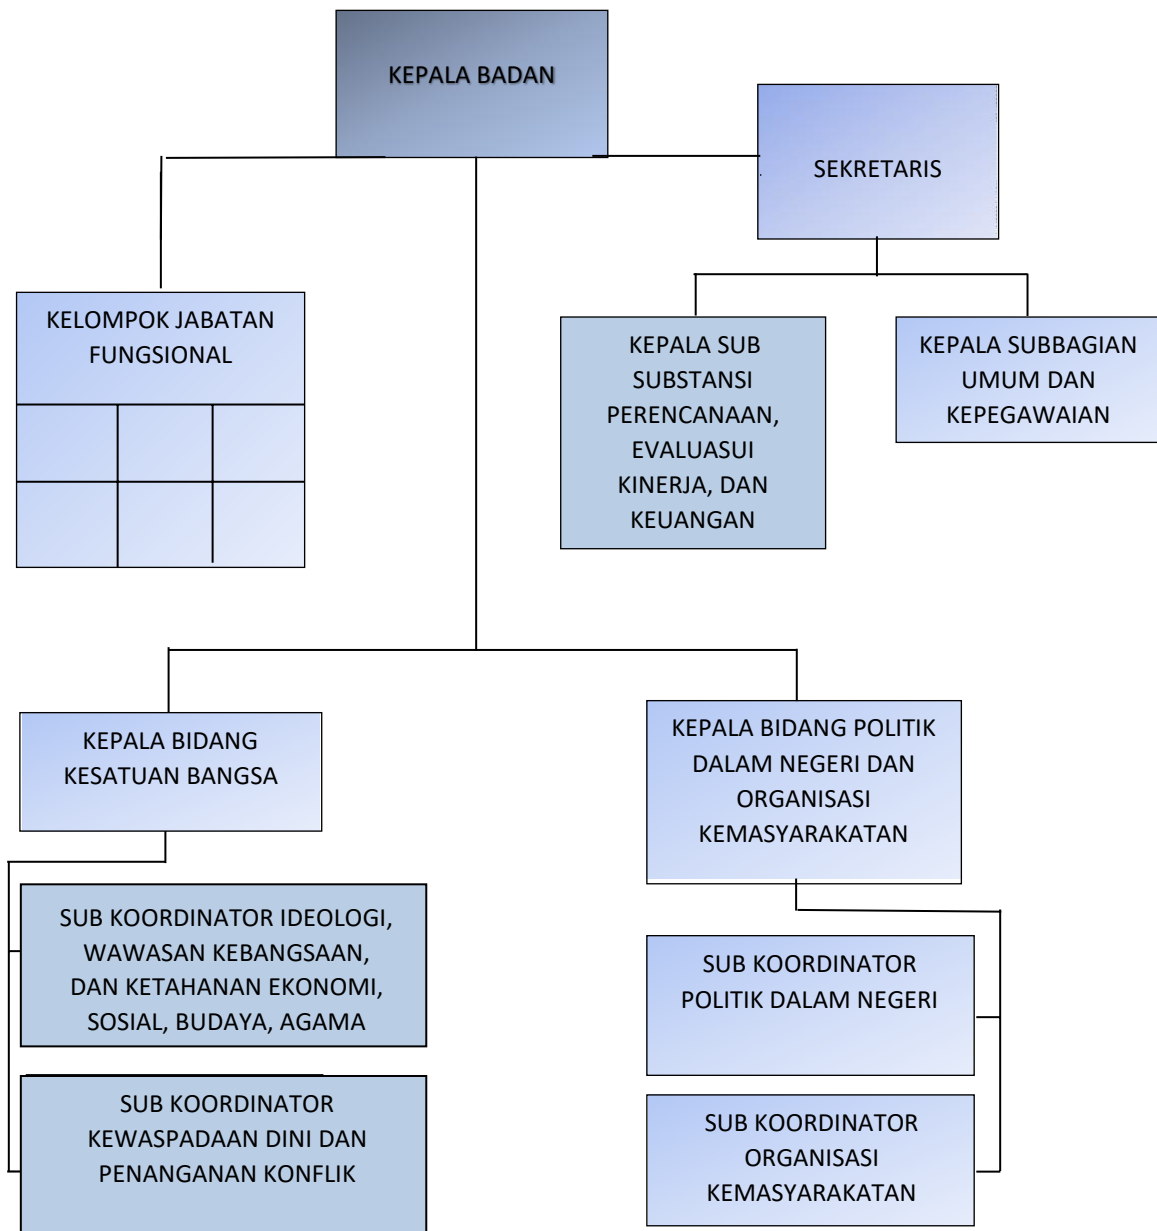 KEPALA BADAN
SEKRETARIS
KELOMPOK JABATAN
FUNGSIONAL
KEPALA SUB
SUBSTANSI
PERENCANAAN,
EVALUASUI
KINERJA, DAN
KEUANGAN
KEPALA SUBBAGIAN
UMUM DAN
KEPEGAWAIAN
KEPALA BIDANG
KESATUAN BANGSA
KEPALA BIDANG POLITIK
DALAM NEGERI DAN
ORGANISASI
KEMASYARAKATAN
SUB KOORDINATOR IDEOLOGI,
WAWASAN KEBANGSAAN,
DAN KETAHANAN EKONOMI,
SOSIAL, BUDAYA, AGAMA
SUB KOORDINATOR
POLITIK DALAM NEGERI
SUB KOORDINATOR
KEWASPADAAN DINI DAN
PENANGANAN KONFLIK
SUB KOORDINATOR
ORGANISASI
KEMASYARAKATAN